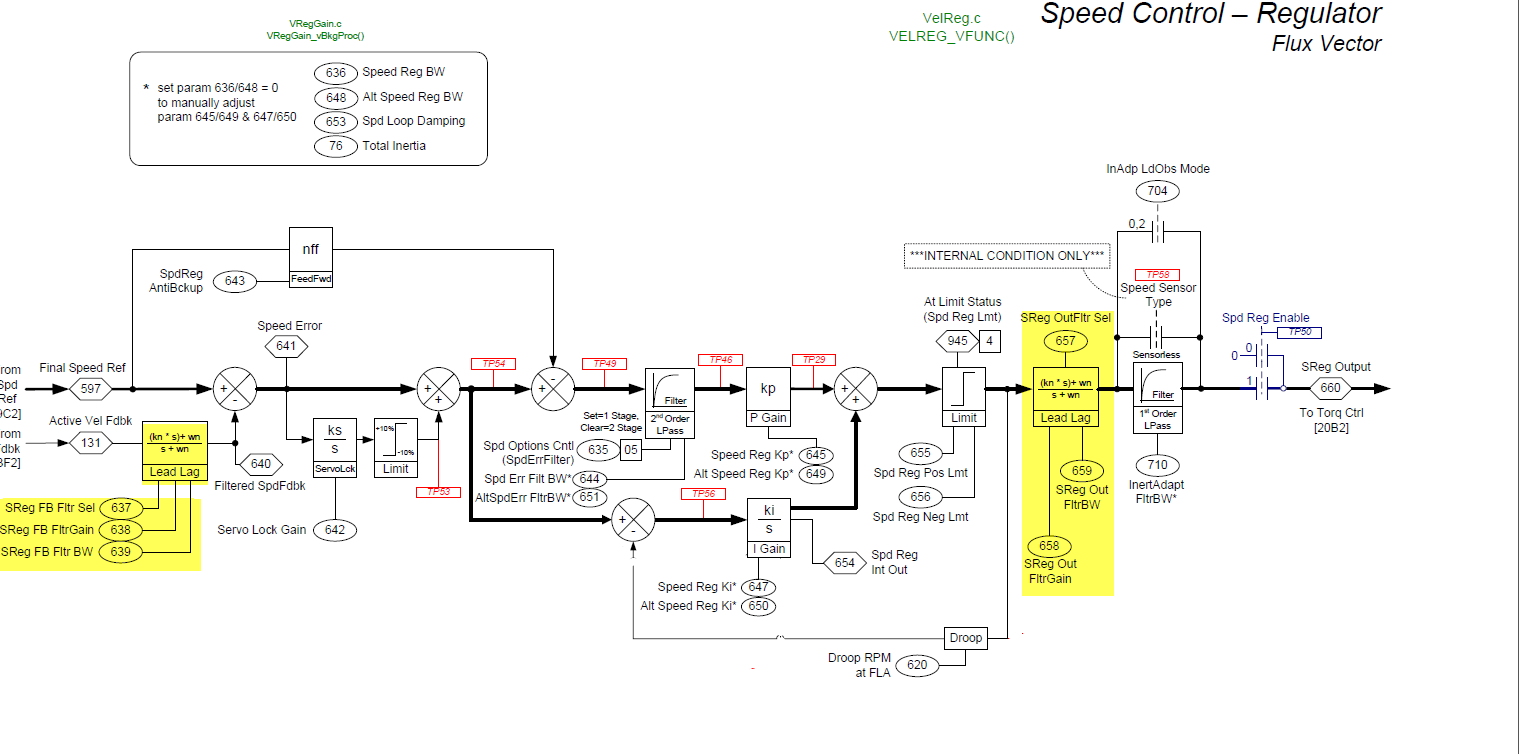 VRegGain.c
VRegGain_vBkgProc()
VelReg.c
VELREG_VFUNC()
Speed Control – Regulator
Flux Vector
* set param 636/648 = 0
to manually adjust
param 645/649 & 647/650
636 Speed Reg BW
648 Alt Speed Reg BW
653 Spd Loop Damping
76 Total Inertia
InAdp LdObs Mode
704
0,2
nff
FeedFwd
SpdReg
AntiBckup
643
***INTERNAL CONDITION ONLY***
TP58
Speed Sensor
Type
Sensorless
At Limit Status
(Spd Reg Lmt)
945 4
SReg OutFltr Sel
657
Spd Reg Enable
TP50
0
0
1
Speed Error
641
rom
Spd
Ref
9C2]
Final Speed Ref
597
+
-
+
+
TP54
-
+
TP49
Filter
2nd Order
LPass
TP46
kp
P Gain
TP29
+
+
Limit
(kn * s)+ wn
s + wn
Lead Lag
Filter
1st Order
LPass
SReg Output
660
To Torq Ctrl
[20B2]
Active Vel Fdbk
rom
dbk
3F2]
131
(kn * s)+ wn
s + wn
Lead Lag
640
Filtered SpdFdbk
ks
s
ServoLck
+10%
-10%
Limit
TP53
Set=1 Stage,
Clear=2 Stage
Spd Options Cntl
(SpdErrFilter)
635 05
Spd Err Filt BW* 644
AltSpdErr FltrBW* 651
Speed Reg Kp* 645
Alt Speed Reg Kp* 649
655
Spd Reg Pos Lmt
656
Spd Reg Neg Lmt
659
SReg Out
FltrBW
710
InertAdapt
FltrBW*
SReg FB Fltr Sel 637
SReg FB FltrGain 638
SReg FB Fltr BW 639
Servo Lock Gain 642
+
-
TP56
ki
s
I Gain
654
Spd Reg
Int Out
658
SReg Out
FltrGain
Speed Reg Ki* 647
Alt Speed Reg Ki* 650
Droop
Droop RPM
at FLA
620